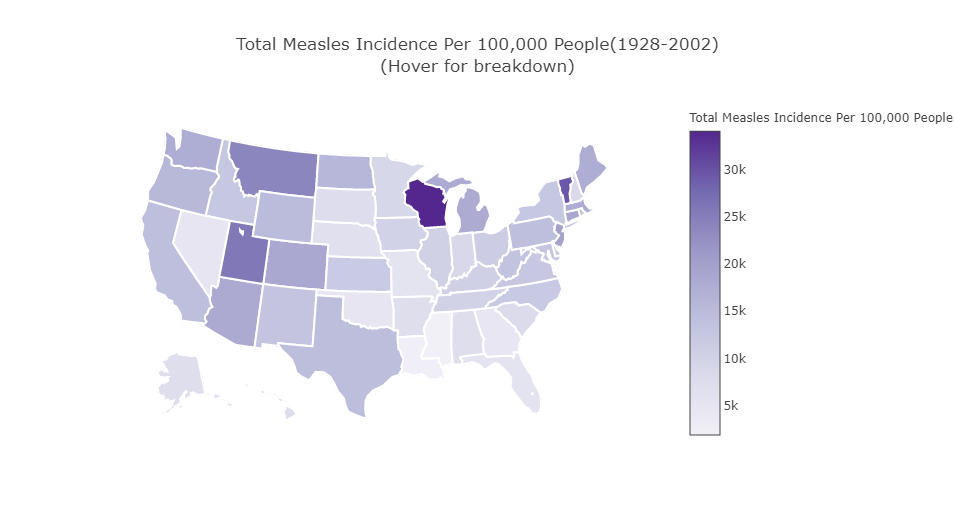 Total Measles Incidence Per 100,000 People(1928-2002)
(Hover for breakdown)
Total Measles Incidence Per 100,000 People
30k
25k
20k
15k
10k
5k